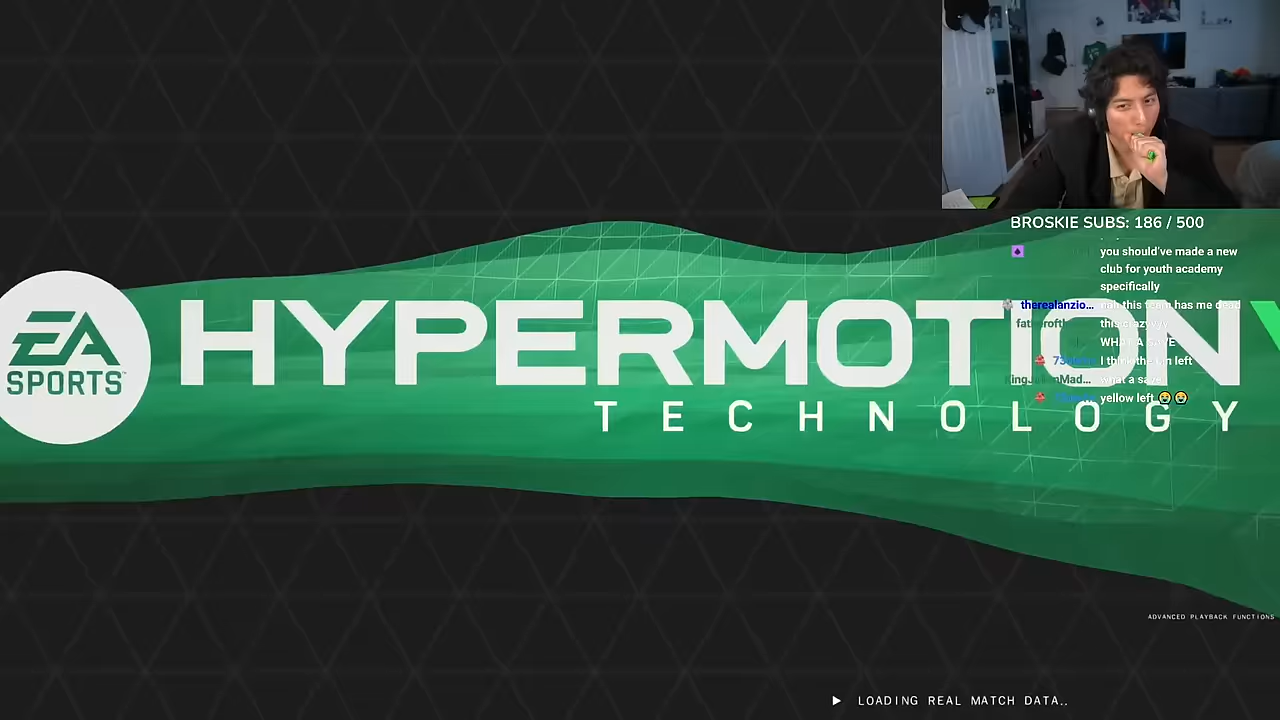 BROSKIE SUBS: 186 / 500
you should've made a new
club for youth academy
specifically
therealanzio... this team has me dead
this crazy
WHAT A SAVE
I think the left
what a save
yellow left 😭😭
EA
SPORTS
HYPERMOTION
TECHNOLOGY
ADVANCED PLAYBACK FUNCTIONS
LOADING REAL MATCH DATA..